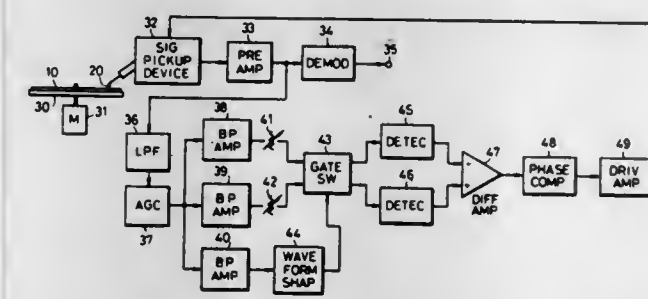 32
SIG
PICKUP
DEVICE
33
PRE
AMP
34
DEMOD
35
10
20
30
M
31
36
LPF
AGC
37
38
BP
AMP
41
39
BP
AMP
42
40
BP
AMP
43
GATE
SW
44
WAVE
FORM
SHAP
45
DETEC
46
DETEC
47
-
+
DIFF
AMP
48
PHASE
COMP
49
DRIV
AMP